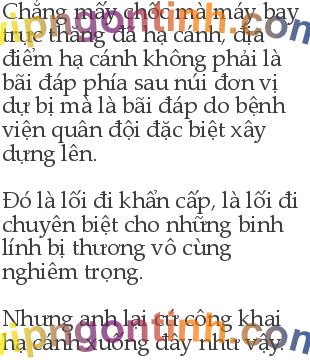 Chẳng mấy chốc mà máy bay
trực thăng đã hạ cánh, địa
điểm hạ cánh không phải là
bãi đáp phía sau núi đơn vị
dự bị mà là bãi đáp do bệnh
viện quân đội đặc biệt xây
dựng lên.
Đó là lối đi khẩn cấp, là lối đi
chuyên biệt cho những binh
lính bị thương vô cùng
nghiêm trọng.
Nhưng anh lại cứ công khai
hạ cánh xuống đây như vậy.
vipngontinh.com
vipngontinh.com